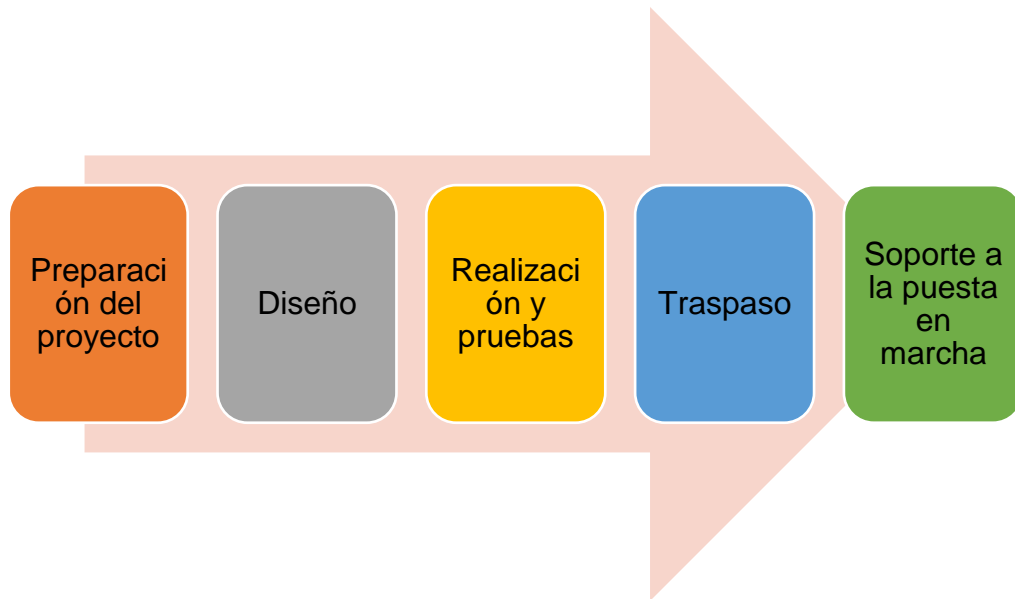 Preparaci
ón del
proyecto
Diseño
Realizaci
ón y
pruebas
Traspaso
Soporte a
la puesta
en
marcha